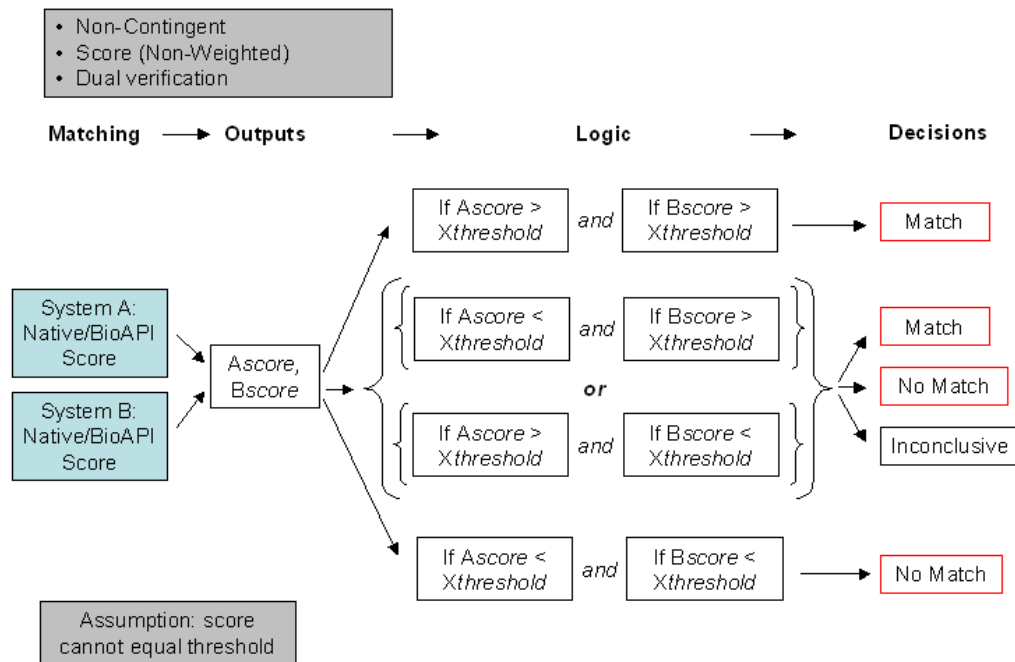 • Non-Contingent
• Score (Non-Weighted)
• Dual verification
Matching Outputs Logic Decisions
If Ascore >
Xthreshold
and
If Bscore >
Xthreshold
Match
System A:
Native/BioAPI
Score
System B:
Native/BioAPI
Score
Ascore,
Bscore
If Ascore <
Xthreshold
and
If Bscore >
Xthreshold
or
If Ascore >
Xthreshold
and
If Bscore <
Xthreshold
Match
No Match
Inconclusive
If Ascore <
Xthreshold
and
If Bscore <
Xthreshold
No Match
Assumption: score
cannot equal threshold